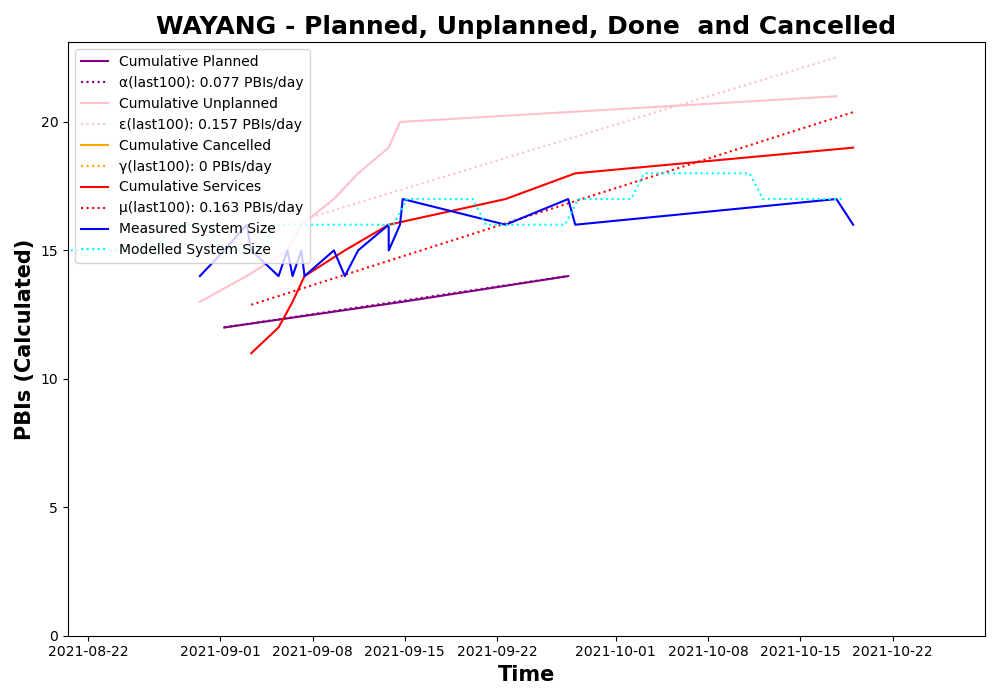 WAYANG - Planned, Unplanned, Done  and Cancelled
Cumulative Planned
α(last100): 0.077 PBIs/day
Cumulative Unplanned
ε(last100): 0.157 PBIs/day
Cumulative Cancelled
γ(last100): 0 PBIs/day
Cumulative Services
μ(last100): 0.163 PBIs/day
Measured System Size
Modelled System Size
PBIs (Calculated)
20
15
10
5
0
2021-08-22 2021-09-01 2021-09-08 2021-09-15 2021-09-22 2021-10-01 2021-10-08 2021-10-15 2021-10-22
Time